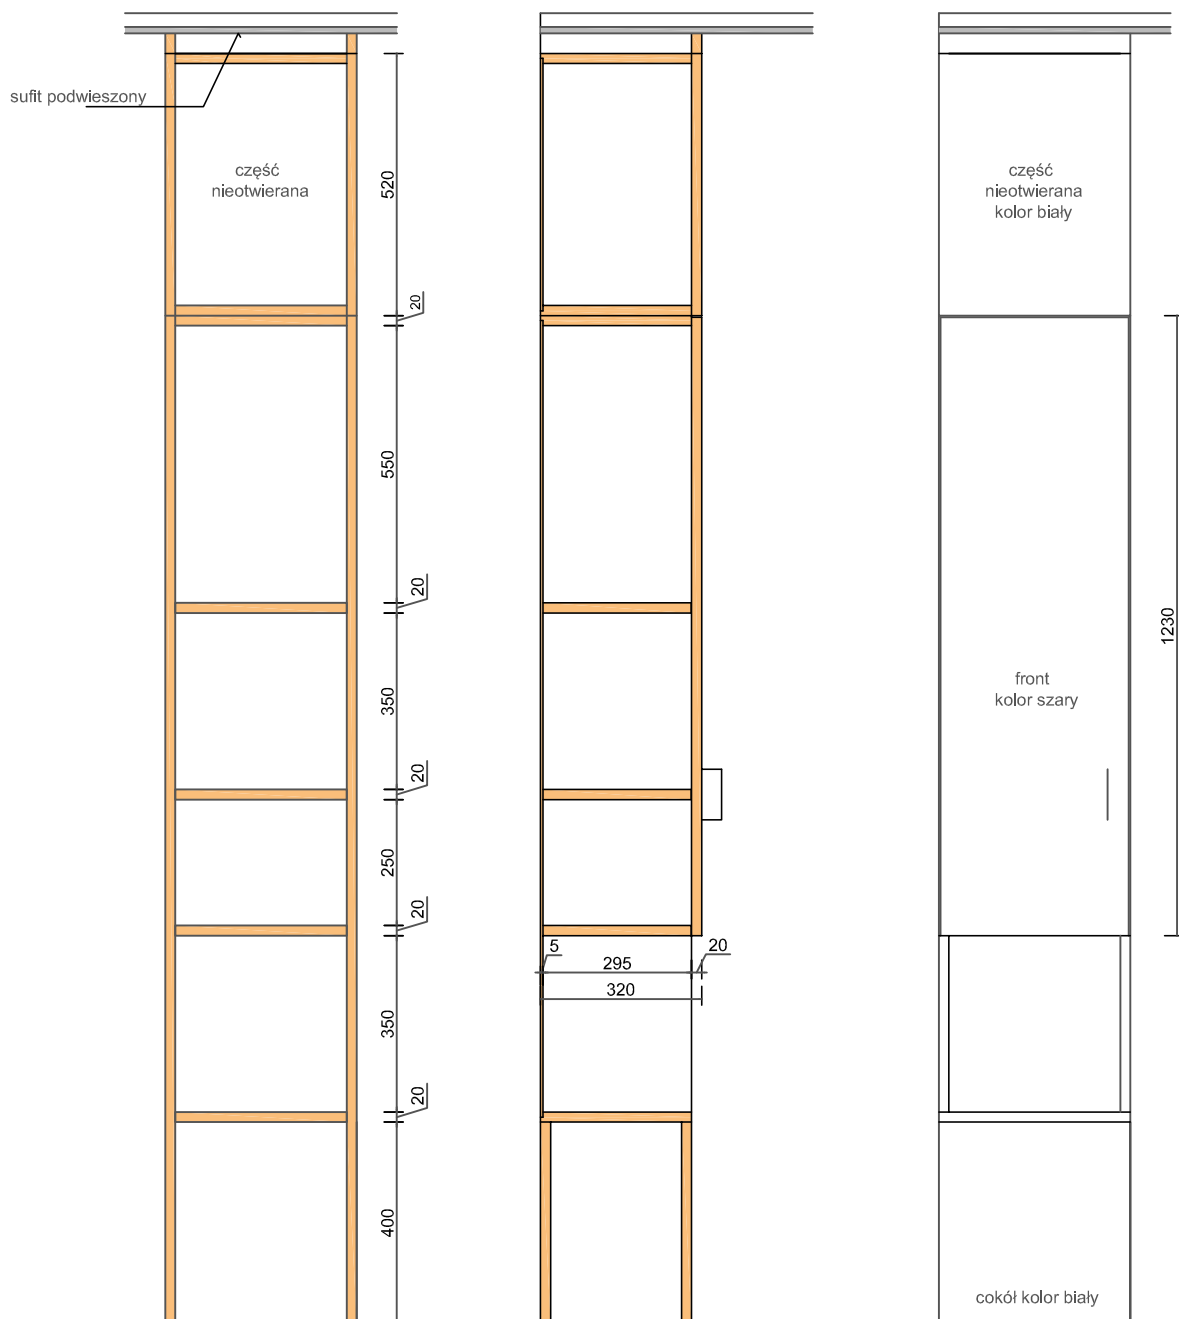 sufit podwieszony
część
nieotwierana
520
20
550
20
350
20
250
20
350
20
400
5
295
20
320
część
nieotwierana
kolor biały
1230
front
kolor szary
cokół kolor biały